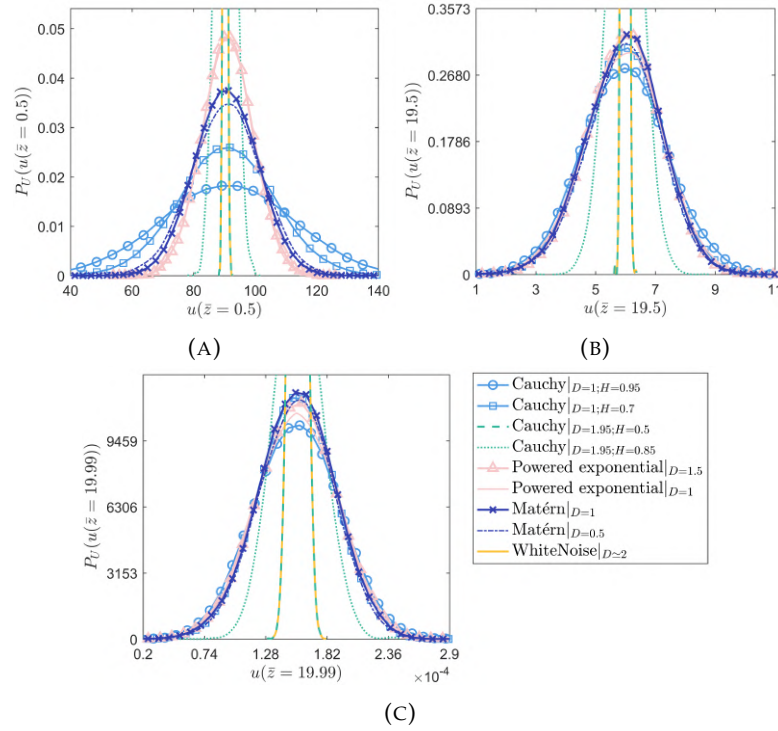 0.05
0.04
0.03
0.02
0.01
0
P_U(u(z̄ = 0.5))
40 60 80 100 120 140
u(z̄ = 0.5)
(A)
0.3573
0.2680
0.1786
0.0893
0
P_U(u(z̄ = 19.5))
1 3 5 7 9 11
u(z̄ = 19.5)
(B)
9459
6306
3153
0
P_U(u(z̄ = 19.99))
0.2 0.74 1.28 1.82 2.36 2.9
u(z̄ = 19.99)
×10⁻⁴
(C)
Cauchy|D=1;H=0.95
Cauchy|D=1;H=0.7
Cauchy|D=1.95;H=0.5
Cauchy|D=1.95;H=0.85
Powered exponential|D=1.5
Powered exponential|D=1
Matérn|D=1
Matérn|D=0.5
WhiteNoise|D≃2